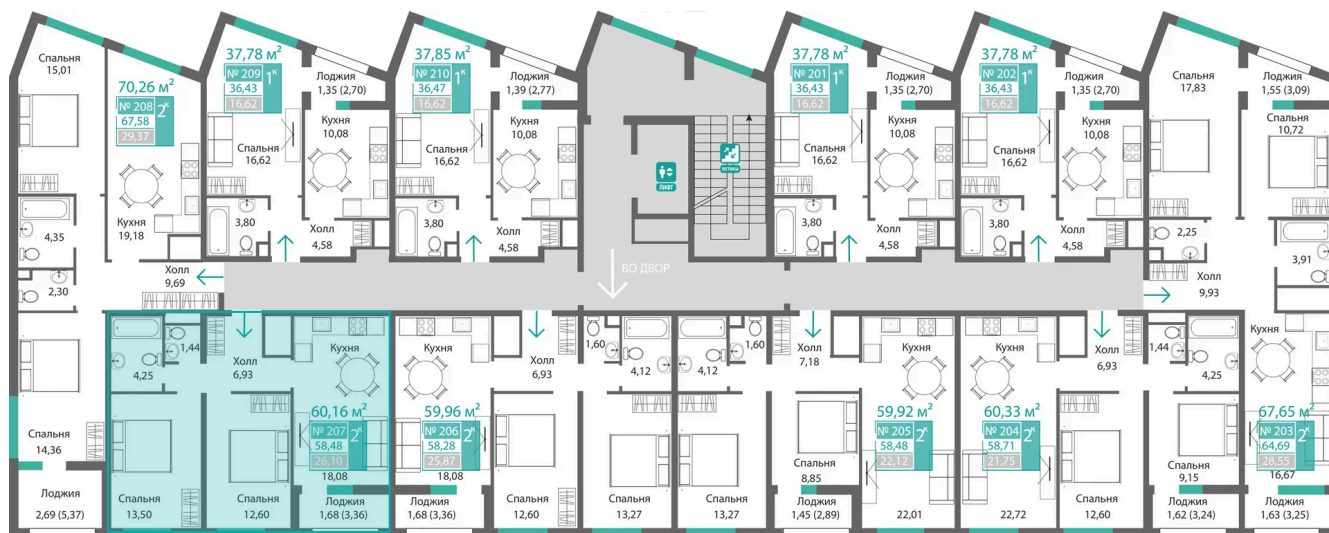 Спальня
15,01
70,26 м²
№ 208
2к
67,58
29,37
Кухня
19,18
4,35
2,30
Холл
9,69
Спальня
14,36
Лоджия
2,69 (5,37)
37,78 м²
№ 209
1к
36,43
16,62
Лоджия
1,35 (2,70)
Кухня
10,08
Спальня
16,62
3,80
Холл
4,58
37,85 м²
№ 210
1к
36,47
16,62
Лоджия
1,39 (2,77)
Кухня
10,08
Спальня
16,62
3,80
Холл
4,58
ЛИФТ
ЛЕСТНИЦА
ВО ДВОР
37,78 м²
№ 201
1к
36,43
16,62
Лоджия
1,35 (2,70)
Кухня
10,08
Спальня
16,62
3,80
Холл
4,58
37,78 м²
№ 202
1к
36,43
16,62
Лоджия
1,35 (2,70)
Кухня
10,08
Спальня
16,62
3,80
Холл
4,58
Спальня
17,83
Лоджия
1,55 (3,09)
Спальня
10,72
2,25
3,91
Холл
9,93
Кухня
67,65 м²
№ 203
2к
64,69
28,55
16,67
Лоджия
1,63 (3,25)
1,44
4,25
Холл
6,93
Кухня
60,16 м²
№ 207
2к
58,48
26,10
18,08
Спальня
13,50
Спальня
12,60
Лоджия
1,68 (3,36)
Кухня
59,96 м²
№ 206
2к
58,28
25,87
18,08
Лоджия
1,68 (3,36)
Холл
6,93
1,60
4,12
Спальня
12,60
Спальня
13,27
4,12
1,60
Холл
7,18
Кухня
59,92 м²
№ 205
2к
58,48
22,12
Спальня
13,27
Спальня
8,85
Лоджия
1,45 (2,89)
22,01
Кухня
60,33 м²
№ 204
2к
58,71
21,75
22,72
Холл
6,93
1,44
4,25
Спальня
12,60
Спальня
9,15
Лоджия
1,62 (3,24)